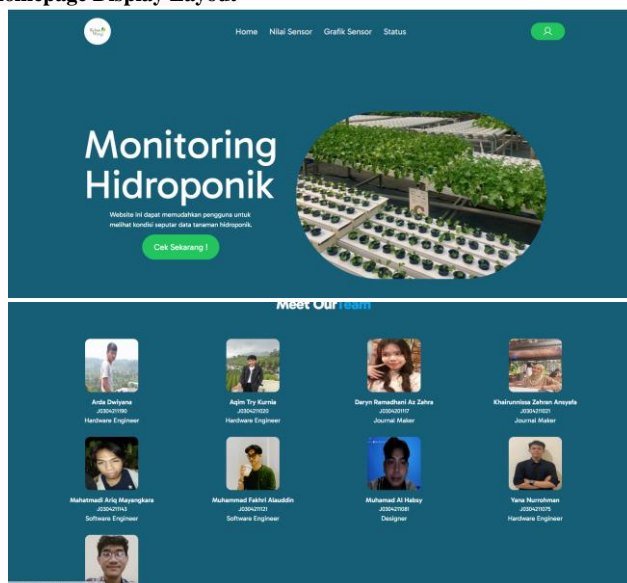 Homepage Display Layout
Home Nilai Sensor Grafik Sensor Status
Monitoring
Hidroponik
Website ini dapat memudahkan pengguna untuk
melihat kondisi seputar data tanaman hidroponik.
Cek Sekarang !
Meet OurTeam
Arda Dwiyana
J0304211190
Hardware Engineer
Aqim Try Kurnia
J0304211020
Hardware Engineer
Daryn Ramadhani Az Zahra
J0304201117
Journal Maker
Khairunnissa Zahran Ansyafa
J0304211021
Journal Maker
Mahatmadi Ariq Mayangkara
J0304211143
Software Engineer
Muhammad Fakhri Alauddin
J0304211121
Software Engineer
Muhamad Al Habsy
J0304211081
Designer
Yana Nurrohman
J0304211075
Hardware Engineer